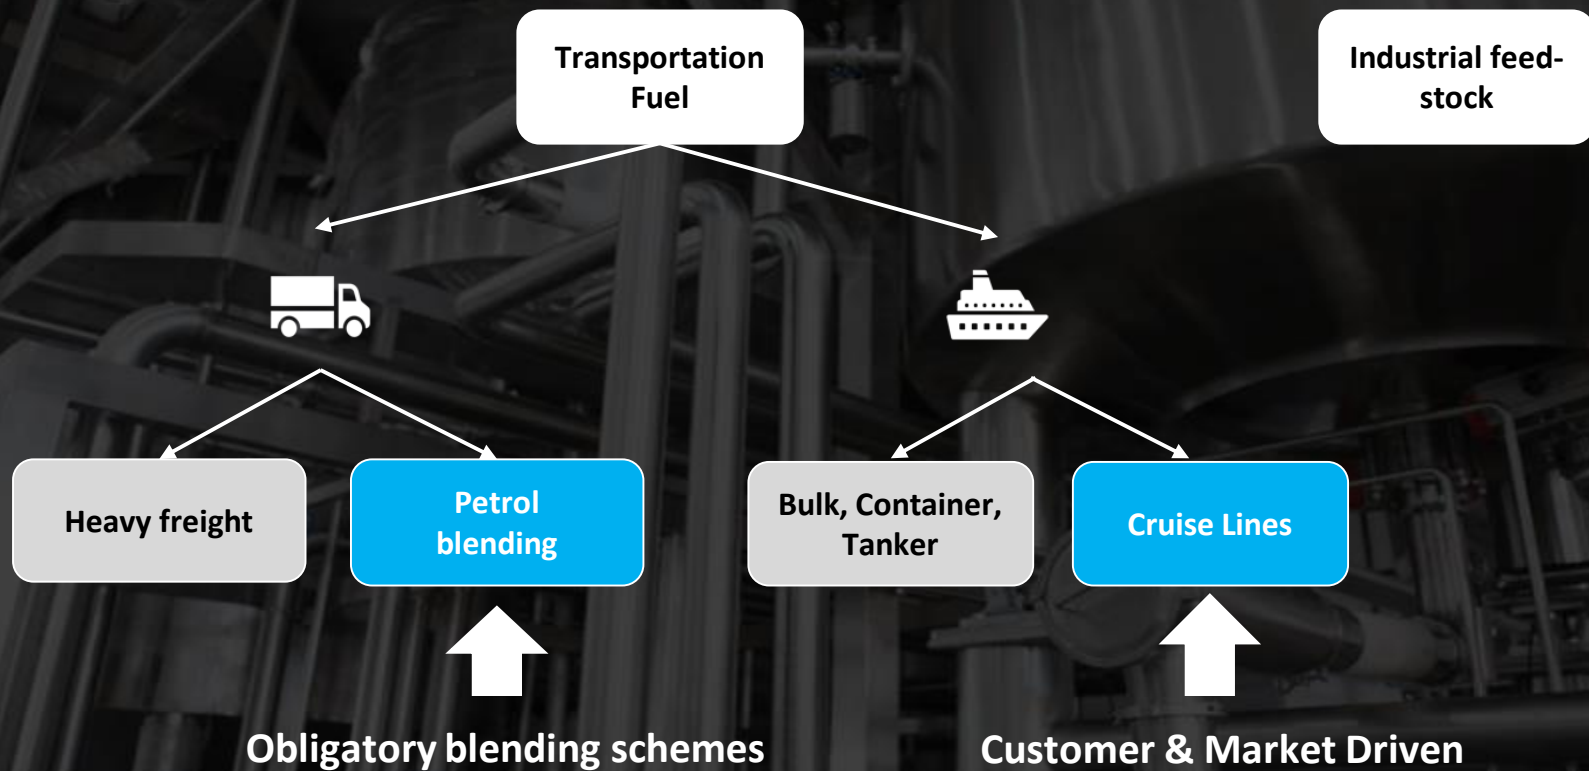 Transportation
Fuel
Industrial feed-
stock
Heavy freight
Petrol
blending
Bulk, Container,
Tanker
Cruise Lines
Obligatory blending schemes
Customer & Market Driven